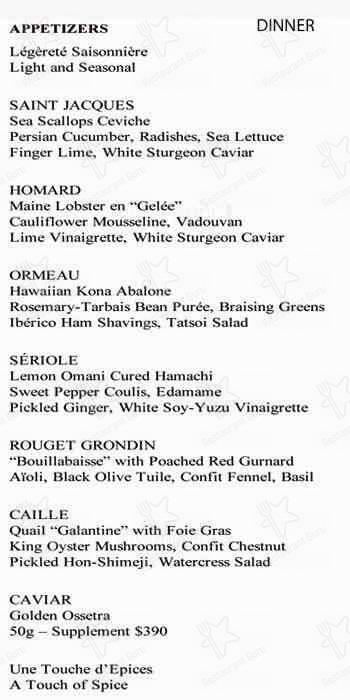 DINNER
APPETIZERS
Légèreté Saisonnière
Light and Seasonal
SAINT JACQUES
Sea Scallops Ceviche
Persian Cucumber, Radishes, Sea Lettuce
Finger Lime, White Sturgeon Caviar
HOMARD
Maine Lobster en “Gelée”
Cauliflower Mousseline, Vadouvan
Lime Vinaigrette, White Sturgeon Caviar
ORMEAU
Hawaiian Kona Abalone
Rosemary-Tarbais Bean Purée, Braising Greens
Ibérico Ham Shavings, Tatsoi Salad
SÉRIOLE
Lemon Omani Cured Hamachi
Sweet Pepper Coulis, Edamame
Pickled Ginger, White Soy-Yuzu Vinaigrette
ROUGET GRONDIN
“Bouillabaisse” with Poached Red Gurnard
Aïoli, Black Olive Tuile, Confit Fennel, Basil
CAILLE
Quail “Galantine” with Foie Gras
King Oyster Mushrooms, Confit Chestnut
Pickled Hon-Shimeji, Watercress Salad
CAVIAR
Golden Ossetra
50g – Supplement $390
Une Touche d’Epices
A Touch of Spice